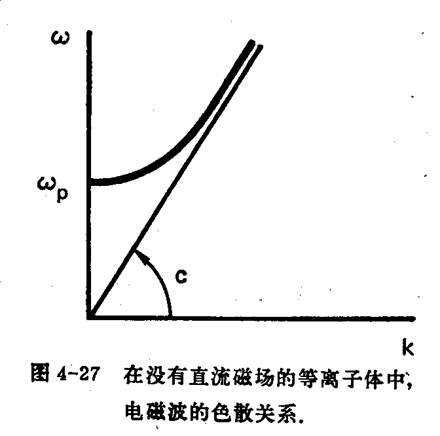 ω
ωp
c
k
图 4-27 在没有直流磁场的等离子体中,
电磁波的色散关系.